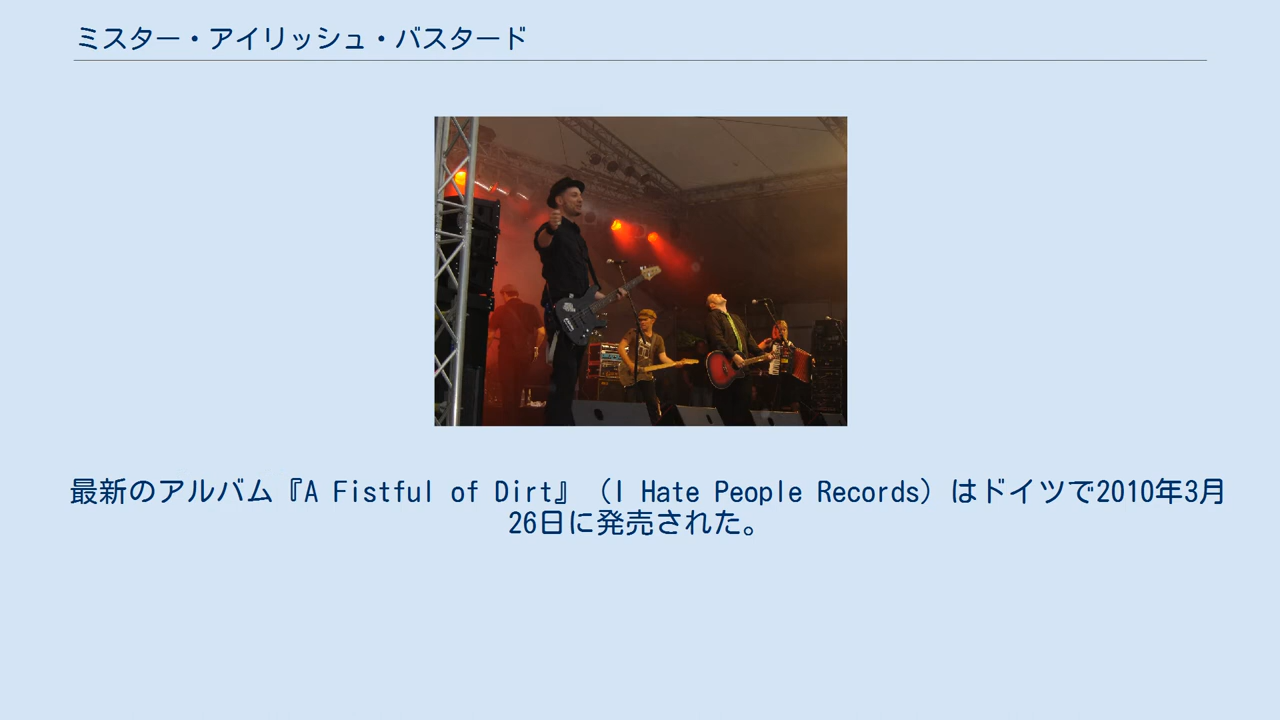 ミスター・アイリッシュ・バスタード
最新のアルバム『A Fistful of Dirt』（I Hate People Records）はドイツで2010年3月
26日に発売された。